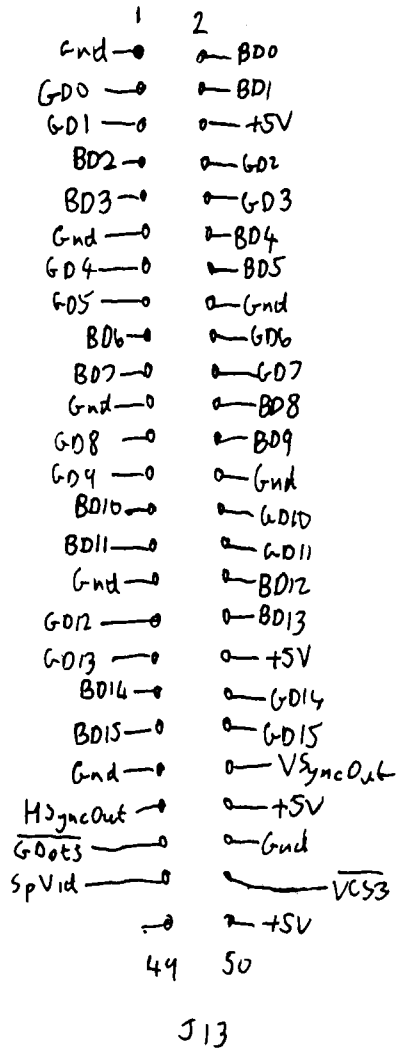 1 2
Gnd BD0
GD0 BD1
GD1 +5V
BD2 GD2
BD3 GD3
Gnd BD4
GD4 BD5
GD5 Gnd
BD6 GD6
BD7 GD7
Gnd BD8
GD8 BD9
GD9 Gnd
BD10 GD10
BD11 GD11
Gnd BD12
GD12 BD13
GD13 +5V
BD14 GD14
BD15 GD15
Gnd VSyncOut
HSyncOut +5V
GDots Gnd
SpVid VCS3
+5V
49 50
J13